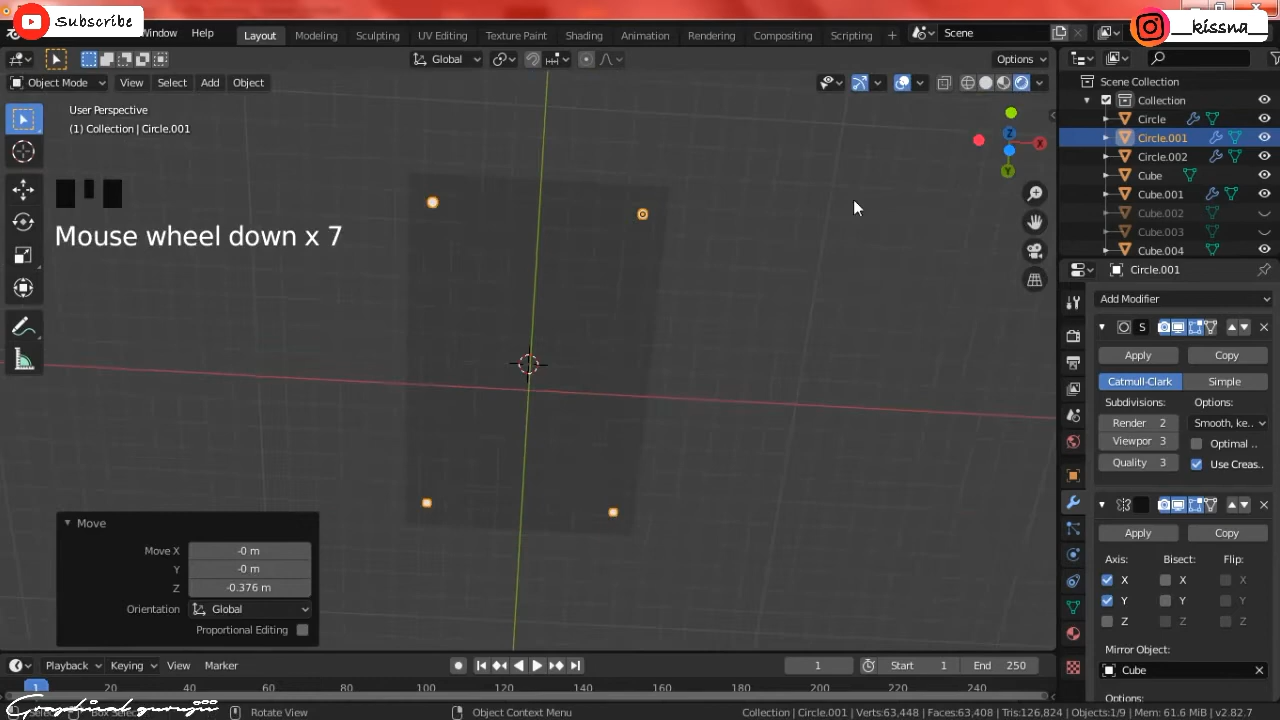 Subscribe
__kissna__
Window Help
Layout Modeling Sculpting UV Editing Texture Paint Shading Animation Rendering Compositing Scripting + Scene
Global Options
Object Mode View Select Add Object
User Perspective
(1) Collection | Circle.001
Mouse wheel down x 7
Z
X
Y
Scene Collection
Collection
Circle
Circle.001
Circle.002
Cube
Cube.001
Cube.002
Cube.003
Cube.004
Circle.001
Add Modifier
S
Apply Copy
Catmull-Clark Simple
Subdivisions: Options:
Render 2 Smooth, ke..
Viewpor 3 Optimal ..
Quality 3 Use Creas..
Apply Copy
Axis: Bisect: Flip:
X X X
Y Y Y
Z Z Z
Mirror Object:
Cube
Options:
Move
Move X -0 m
Y -0 m
Z -0.376 m
Orientation Global
Proportional Editing
Playback Keying View Marker 1 Start 1 End 250
1 20 40 60 80 100 120 140 160 180 200 220 240
Rotate View Object Context Menu Collection | Circle.001 | Verts:63,448 | Faces:63,408 | Tris:126,824 | Objects:1/9 | Mem: 61.6 MiB | v2.82.7